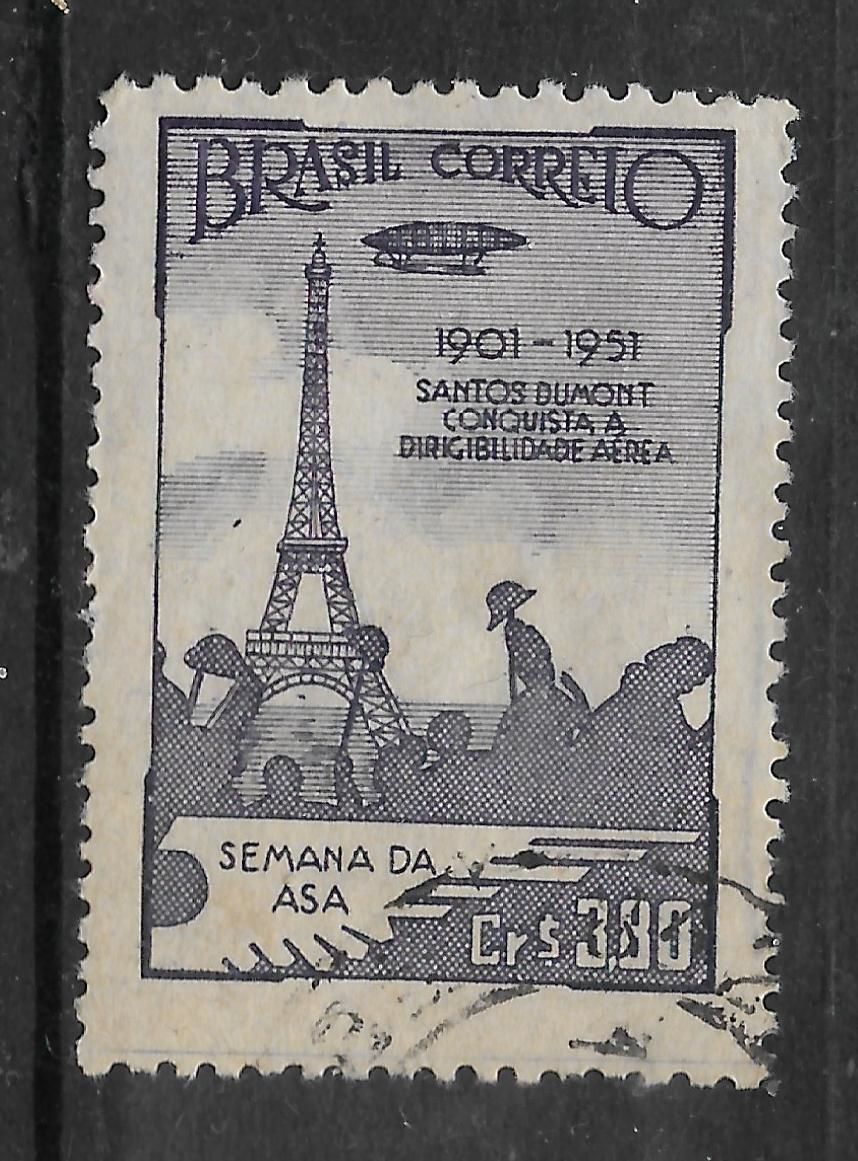 BRASIL CORREIO
1901 - 1951
SANTOS DUMONT
CONQUISTA A
DIRIGIBILIDADE AÉREA
SEMANA DA
ASA
Cr$ 3,80